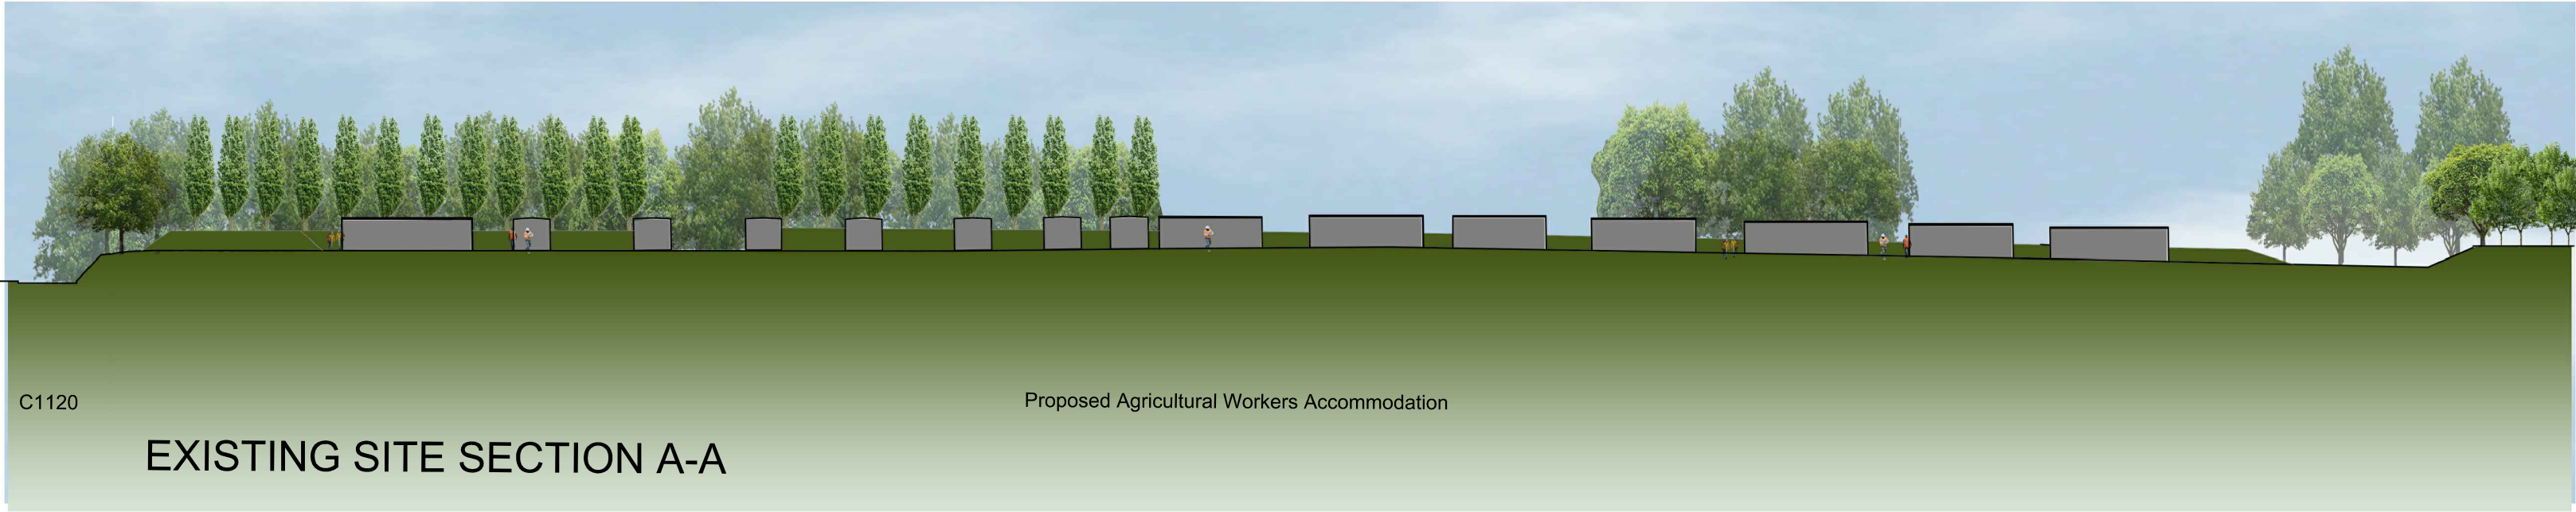 C1120
Proposed Agricultural Workers Accommodation
EXISTING SITE SECTION A-A